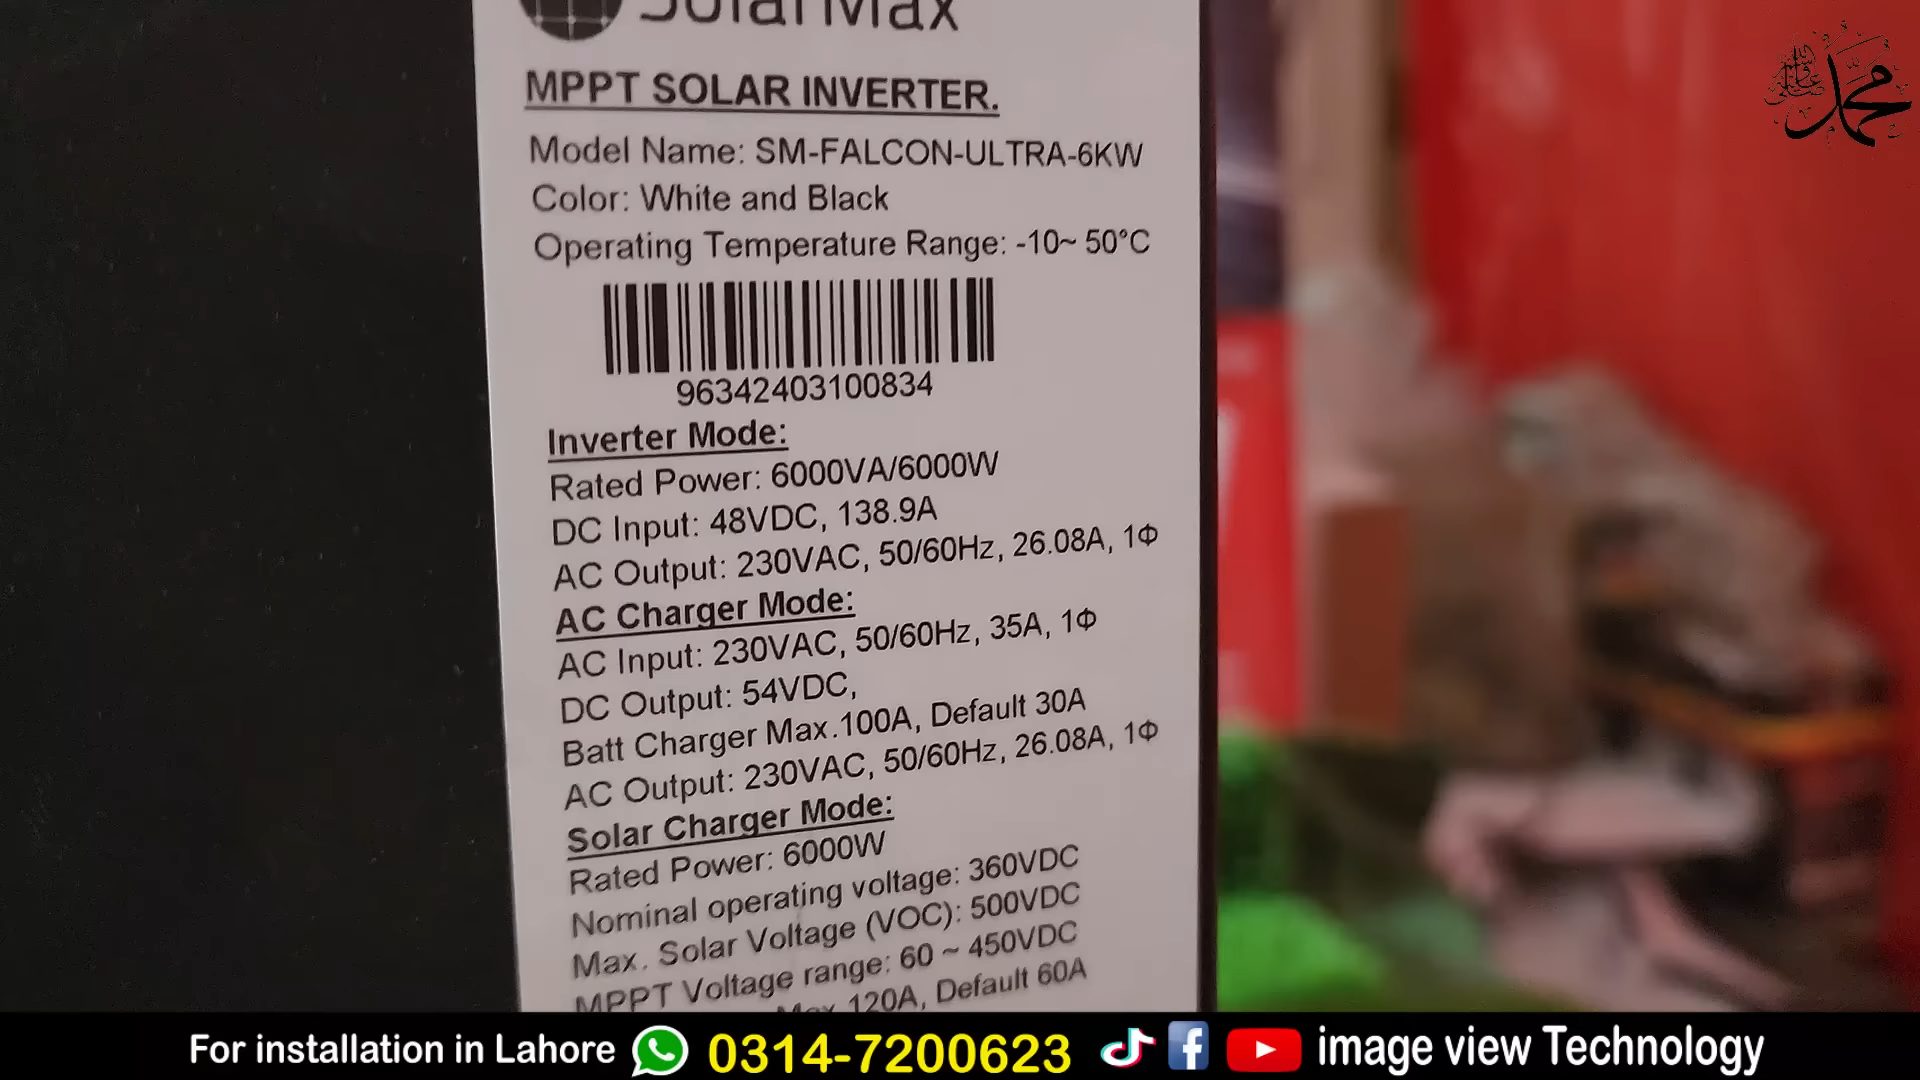 SolarMax
MPPT SOLAR INVERTER.
Model Name: SM-FALCON-ULTRA-6KW
Color: White and Black
Operating Temperature Range: -10~ 50°C
96342403100834
Inverter Mode:
Rated Power: 6000VA/6000W
DC Input: 48VDC, 138.9A
AC Output: 230VAC, 50/60Hz, 26.08A, 1Φ
AC Charger Mode:
AC Input: 230VAC, 50/60Hz, 35A, 1Φ
DC Output: 54VDC,
Batt Charger Max.100A, Default 30A
AC Output: 230VAC, 50/60Hz, 26.08A, 1Φ
Solar Charger Mode:
Rated Power: 6000W
Nominal operating voltage: 360VDC
Max. Solar Voltage (VOC): 500VDC
MPPT Voltage range: 60 ~ 450VDC
Max 120A, Default 60A
محمد
For installation in Lahore 0314-7200623 image view Technology